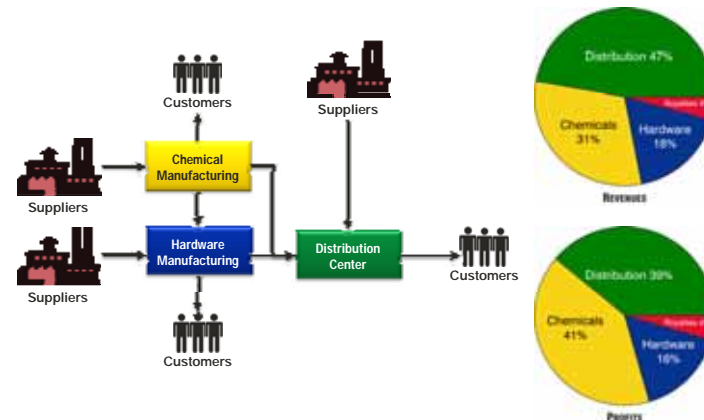 Customers
Suppliers
Chemical
Manufacturing
Suppliers
Hardware
Manufacturing
Distribution
Center
Suppliers
Customers
Customers
Distribution 47%
Chemicals
31%
Hardware
18%
REVENUES
Distribution 39%
Chemicals
41%
Hardware
16%
PROFITS